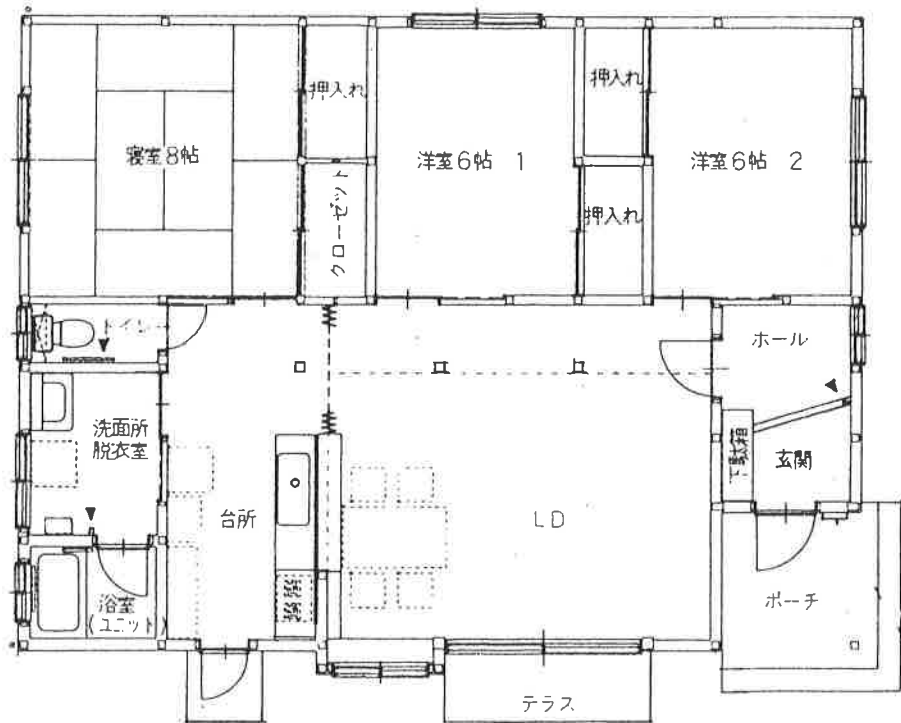 寝室8帖
押入れ
クローゼット
洋室6帖 1
押入れ
押入れ
洋室6帖 2
トイレ
ホール
洗面所
脱衣室
下駄箱
玄関
台所
LD
浴室
(ユニット)
ポーチ
テラス